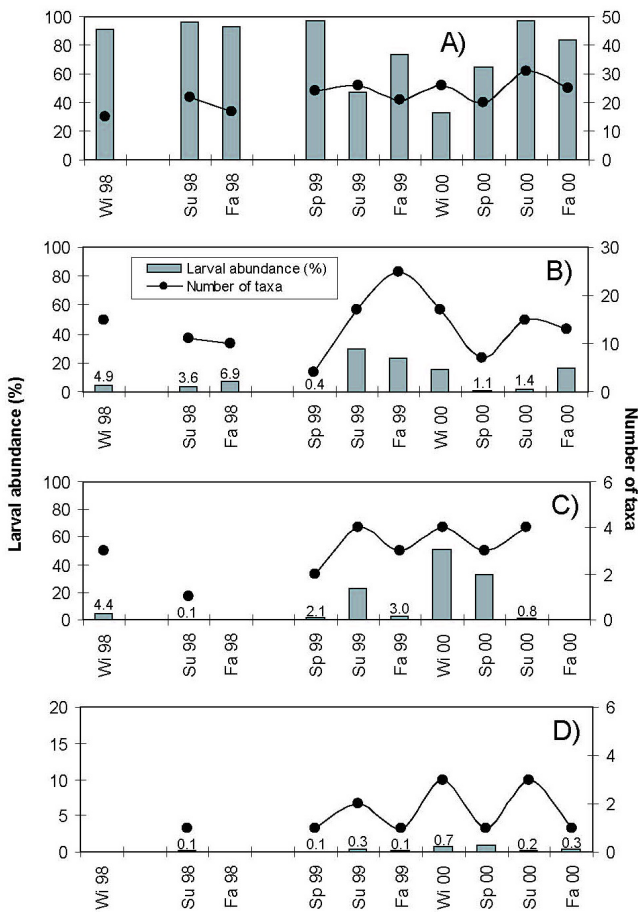 A)
100
80
60
40
20
0
50
40
30
20
10
0
Wi 98
Su 98
Fa 98
Sp 99
Su 99
Fa 99
Wi 00
Sp 00
Su 00
Fa 00
B)
Larval abundance (%)
Number of taxa
100
80
60
40
20
0
30
20
10
0
4.9
3.6
6.9
0.4
1.1
1.4
Wi 98
Su 98
Fa 98
Sp 99
Su 99
Fa 99
Wi 00
Sp 00
Su 00
Fa 00
Larval abundance (%)
Number of taxa
C)
100
80
60
40
20
0
6
4
2
0
4.4
0.1
2.1
3.0
0.8
Wi 98
Su 98
Fa 98
Sp 99
Su 99
Fa 99
Wi 00
Sp 00
Su 00
Fa 00
D)
20
15
10
5
0
6
4
2
0
0.1
0.1
0.3
0.1
0.7
0.2
0.3
Wi 98
Su 98
Fa 98
Sp 99
Su 99
Fa 99
Wi 00
Sp 00
Su 00
Fa 00